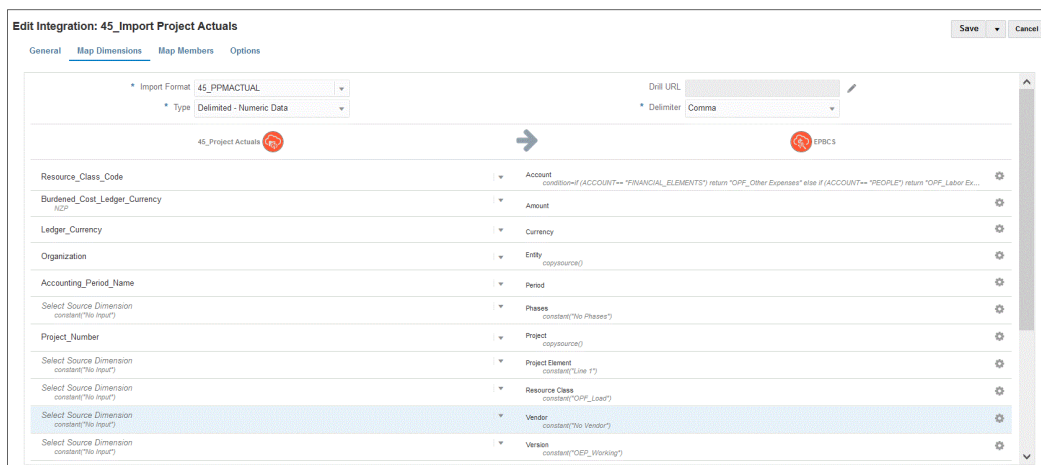 Edit Integration: 45_Import Project Actuals
Save
Cancel
General Map Dimensions Map Members Options
* Import Format 45_PPMACTUAL
Drill URL
* Type Delimited - Numeric Data
* Delimiter Comma
45_Project Actuals
EPBCS
Resource_Class_Code
Account
condition=if (ACCOUNT== "FINANCIAL_ELEMENTS") return "OPF_Other Expenses" else if (ACCOUNT== "PEOPLE") return "OPF_Labor Ex...
Burdened_Cost_Ledger_Currency
NZP
Amount
Ledger_Currency
Currency
Organization
Entity
copysource()
Accounting_Period_Name
Period
Select Source Dimension
constant("No Input")
Phases
constant("No Phases")
Project_Number
Project
copysource()
Select Source Dimension
constant("No Input")
Project Element
constant("Line 1")
Select Source Dimension
constant("No Input")
Resource Class
constant("OPF_Load")
Select Source Dimension
constant("No Input")
Vendor
constant("No Vendor")
Select Source Dimension
constant("No Input")
Version
constant("OEP_Working")